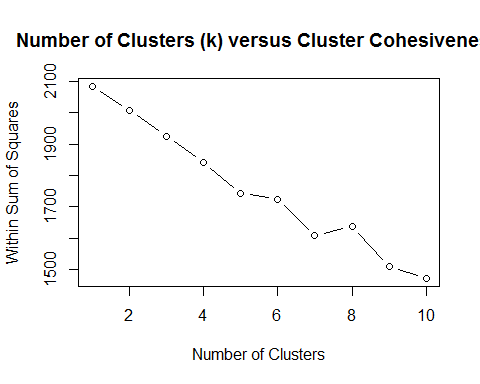 Number of Clusters (k) versus Cluster Cohesivene
Within Sum of Squares
2100
1900
1700
1500
2 4 6 8 10
Number of Clusters